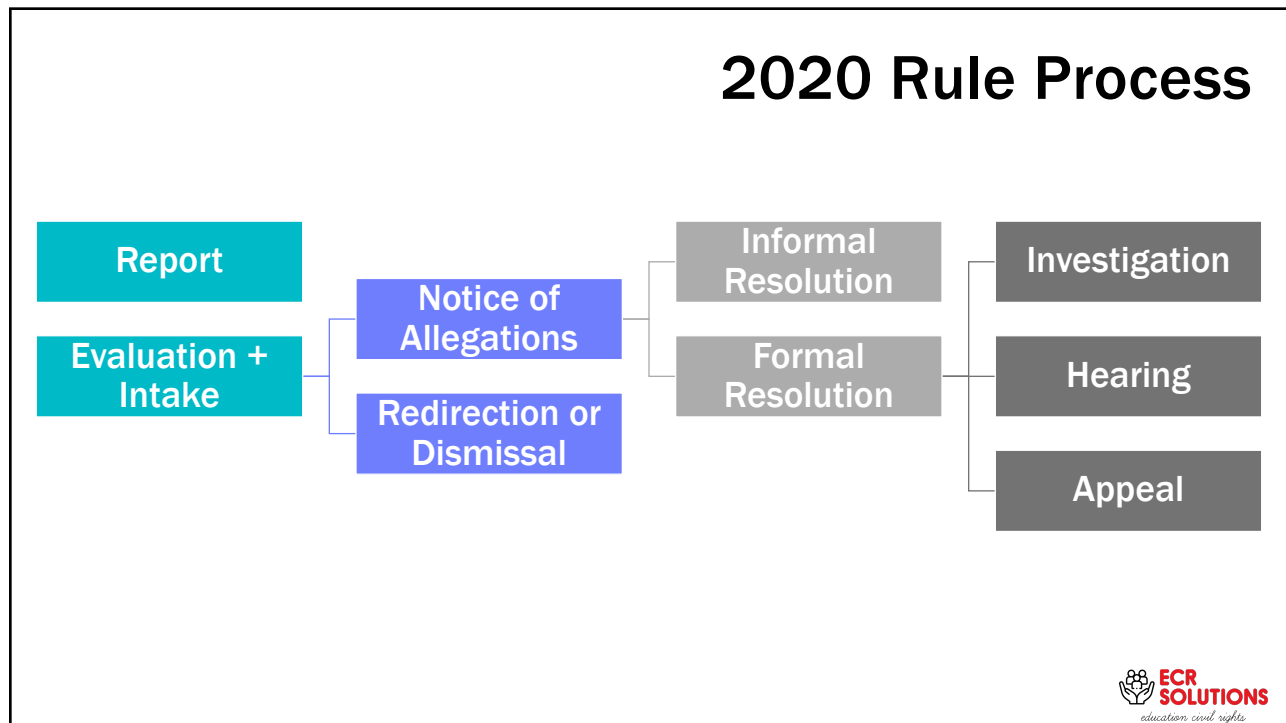 2020 Rule Process
Report
Evaluation +
Intake
Notice of
Allegations
Redirection or
Dismissal
Informal
Resolution
Formal
Resolution
Investigation
Hearing
Appeal
ECR
SOLUTIONS
education civil rights